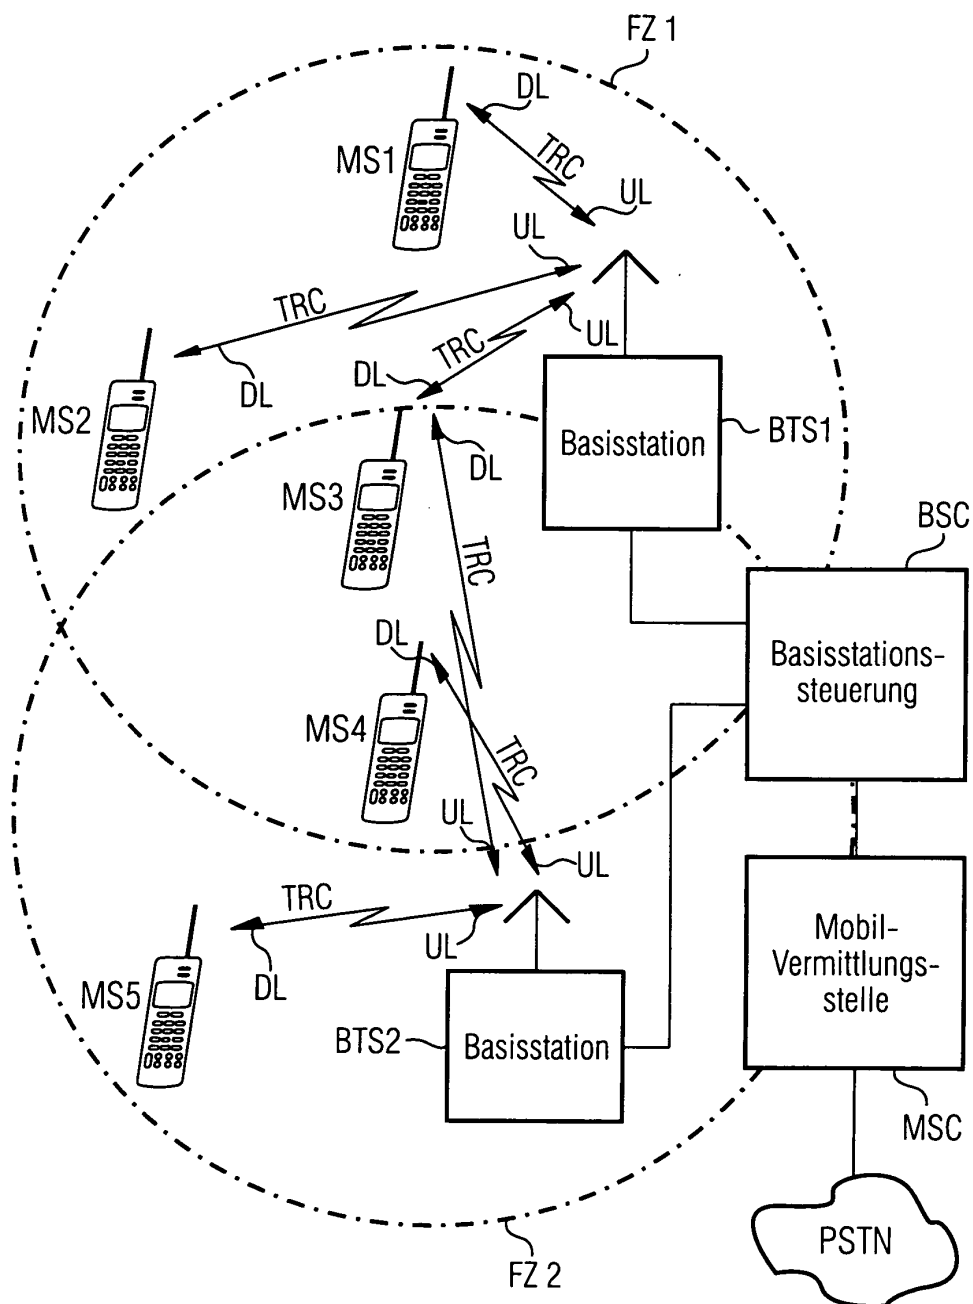 FZ 1
DL
TRC
MS1
UL
UL
TRC
UL
TRC
DL
DL
MS2
Basisstation
BTS1
DL
MS3
BSC
TRC
DL
Basisstations-
steuerung
MS4
TRC
UL
UL
TRC
Mobil-
Vermittlungs-
stelle
UL
DL
MS5
BTS2
Basisstation
MSC
PSTN
FZ 2